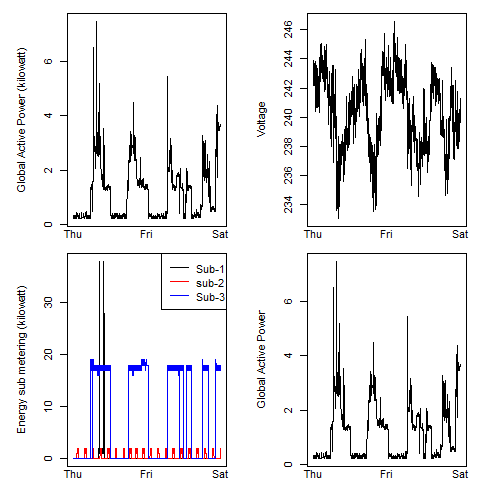 Global Active Power (kilowett)
6
4
2
0
Thu
Fri
Sat
Voltage
246
244
242
240
238
236
234
Thu
Fri
Sat
Energy sub metering (kilowett)
30
20
10
0
Sub-1
sub-2
Sub-3
Thu
Fri
Sat
Global Active Power
6
4
2
0
Thu
Fri
Sat